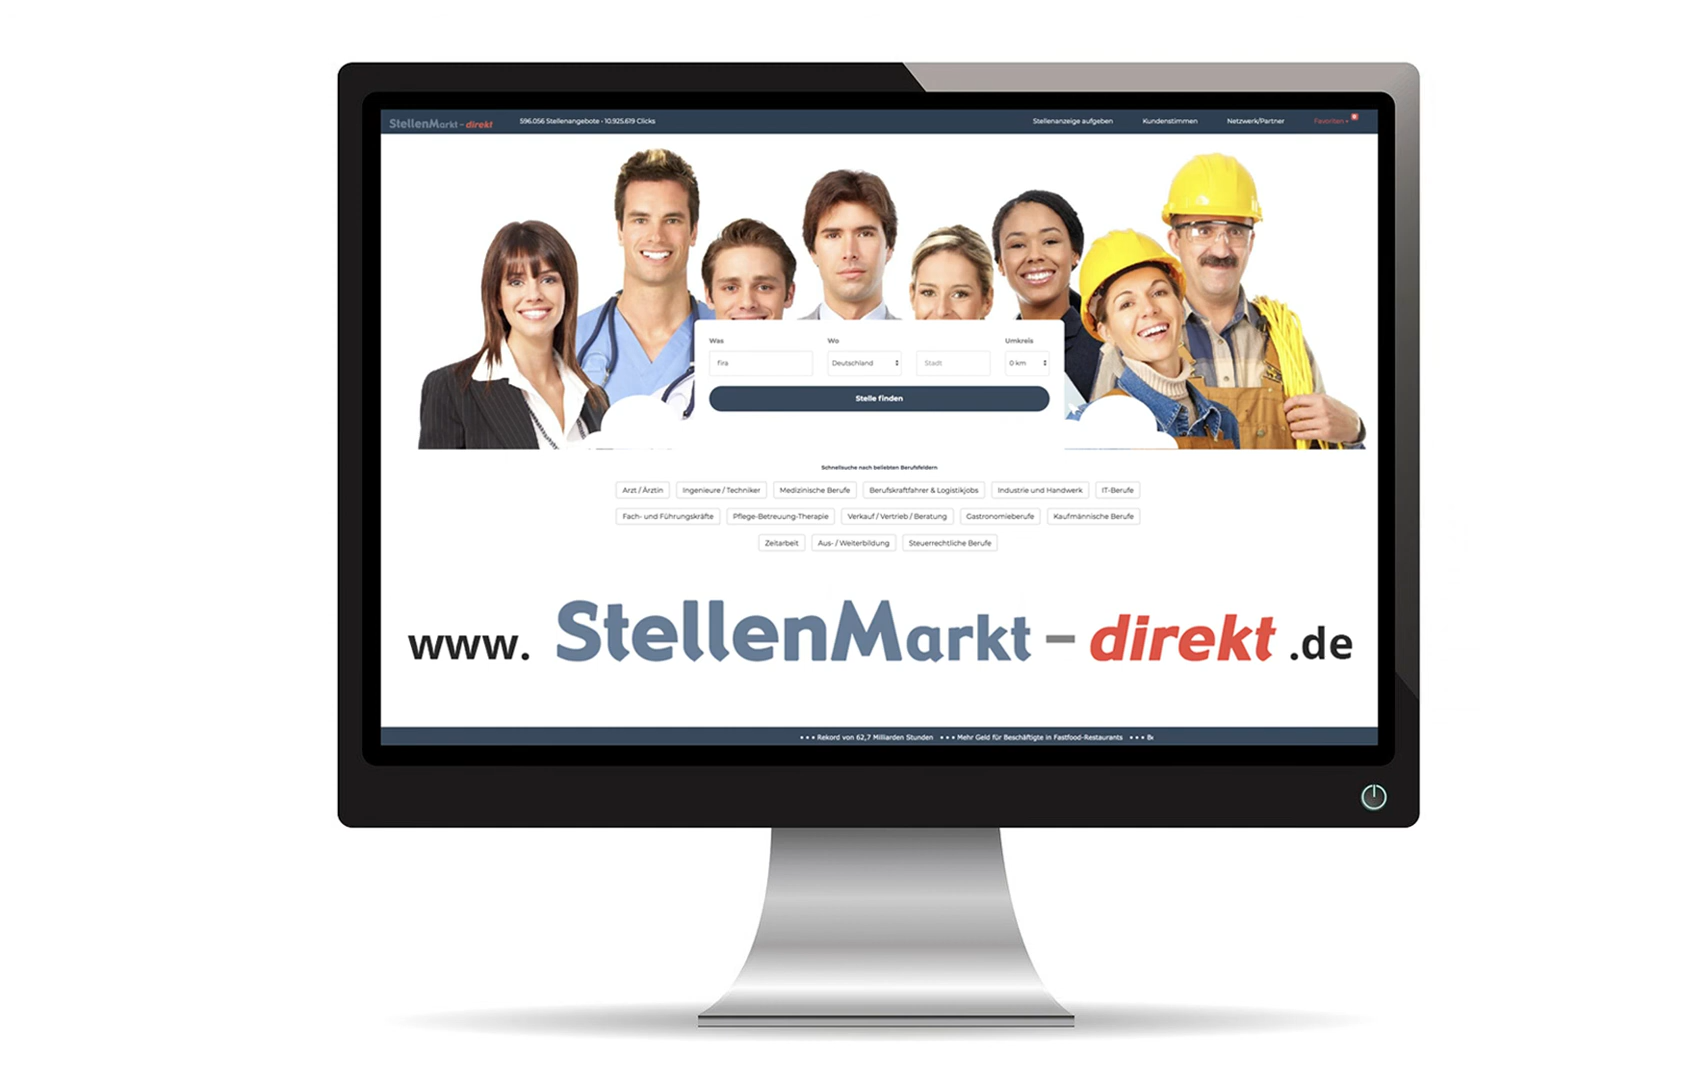 StellenMarkt-direkt 596.056 Stellenangebote - 10.925.619 Clicks Stellenanzeige aufgeben Kundenstimmen Netzwerk/Partner Favoriten
Was Wo Umkreis
fira Deutschland Stadt 0 km
Stelle finden
Schnellsuche nach beliebten Berufsfeldern
Arzt / Ärztin Ingenieure / Techniker Medizinische Berufe Berufskraftfahrer & Logistikjobs Industrie und Handwerk IT-Berufe
Fach- und Führungskräfte Pflege-Betreuung-Therapie Verkauf / Vertrieb / Beratung Gastronomieberufe Kaufmännische Berufe
Zeitarbeit Aus- / Weiterbildung Steuerrechtliche Berufe
www. StellenMarkt - direkt .de
• • • Rekord von 62,7 Milliarden Stunden • • • Mehr Geld für Beschäftigte in Fastfood-Restaurants • • •